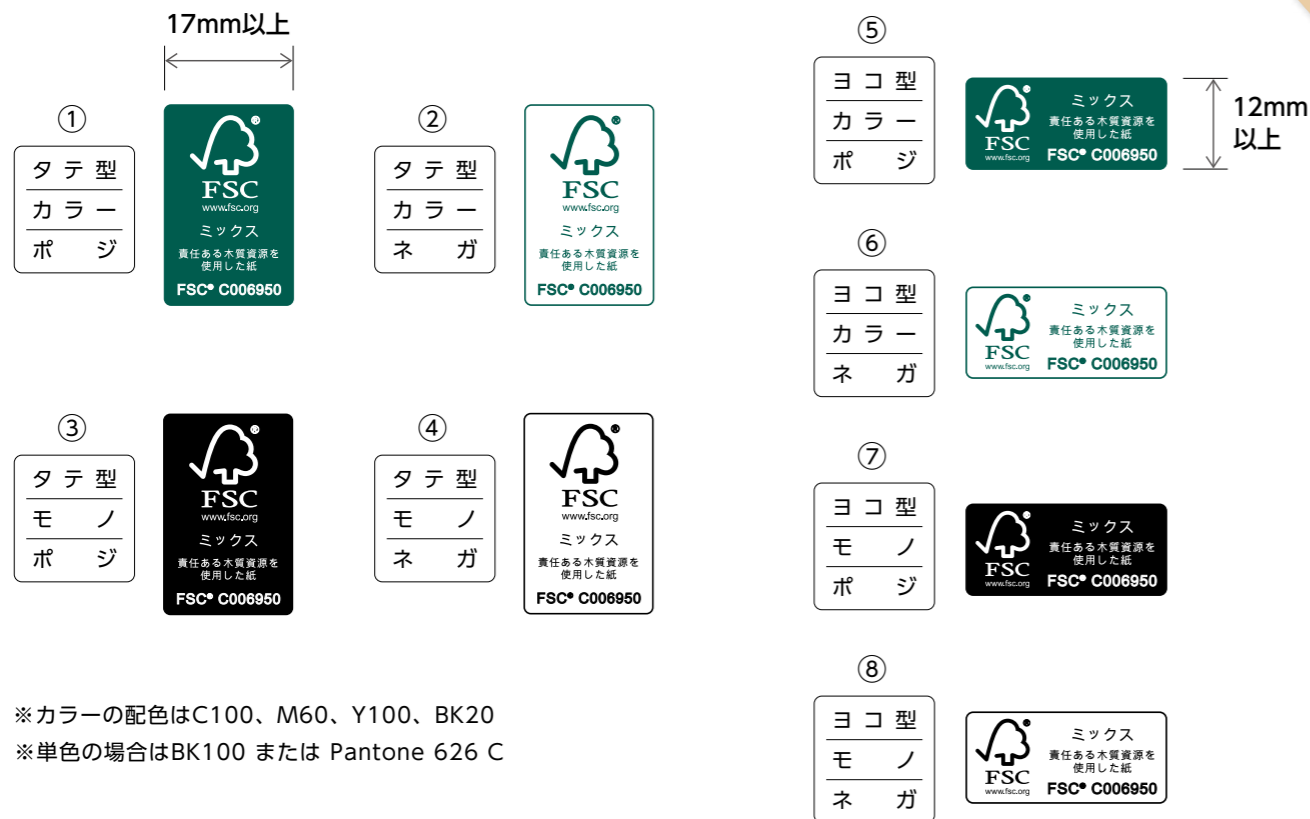 17mm以上
①
タテ型
カラー
ポジ
FSC
www.fsc.org
ミックス
責任ある木質資源を
使用した紙
FSC® C006950
②
タテ型
カラー
ネガ
®
FSC
www.fsc.org
ミックス
責任ある木質資源を
使用した紙
FSC® C006950
③
タテ型
モノ
ポジ
®
FSC
www.fsc.org
ミックス
責任ある木質資源を
使用した紙
FSC® C006950
④
タテ型
モノ
ネガ
®
FSC
www.fsc.org
ミックス
責任ある木質資源を
使用した紙
FSC® C006950
※カラーの配色はC100、M60、Y100、BK20
※単色の場合はBK100 または Pantone 626 C
⑤
ヨコ型
カラー
ポジ
®
FSC
www.fsc.org
ミックス
責任ある木質資源を
使用した紙
FSC® C006950
12mm
以上
⑥
ヨコ型
カラー
ネガ
®
FSC
www.fsc.org
ミックス
責任ある木質資源を
使用した紙
FSC® C006950
⑦
ヨコ型
モノ
ポジ
®
FSC
www.fsc.org
ミックス
責任ある木質資源を
使用した紙
FSC® C006950
⑧
ヨコ型
モノ
ネガ
®
FSC
www.fsc.org
ミックス
責任ある木質資源を
使用した紙
FSC® C006950